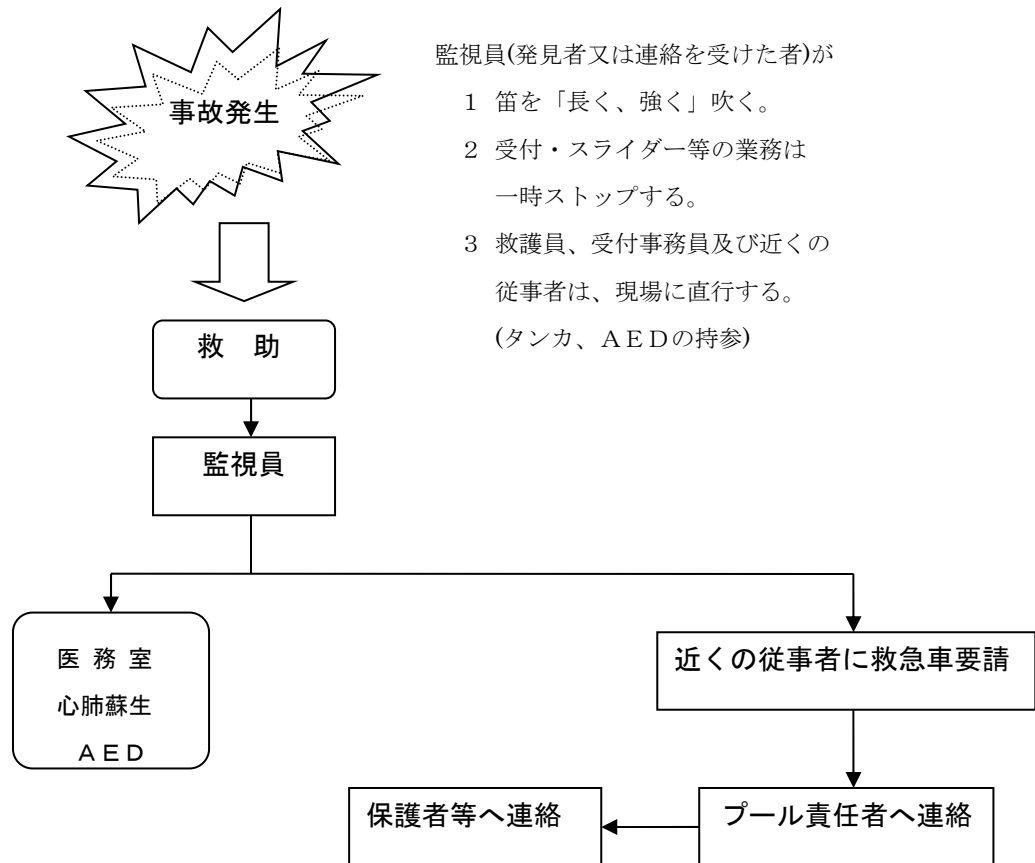 事故発生
監視員(発見者又は連絡を受けた者)が
1 笛を「長く、強く」吹く。
2 受付・スライダー等の業務は
一時ストップする。
3 救護員、受付事務員及び近くの
従事者は、現場に直行する。
(タンカ、ＡＥＤの持参)
救　助
監視員
医 務 室
心肺蘇生
ＡＥＤ
近くの従事者に救急車要請
保護者等へ連絡
プール責任者へ連絡